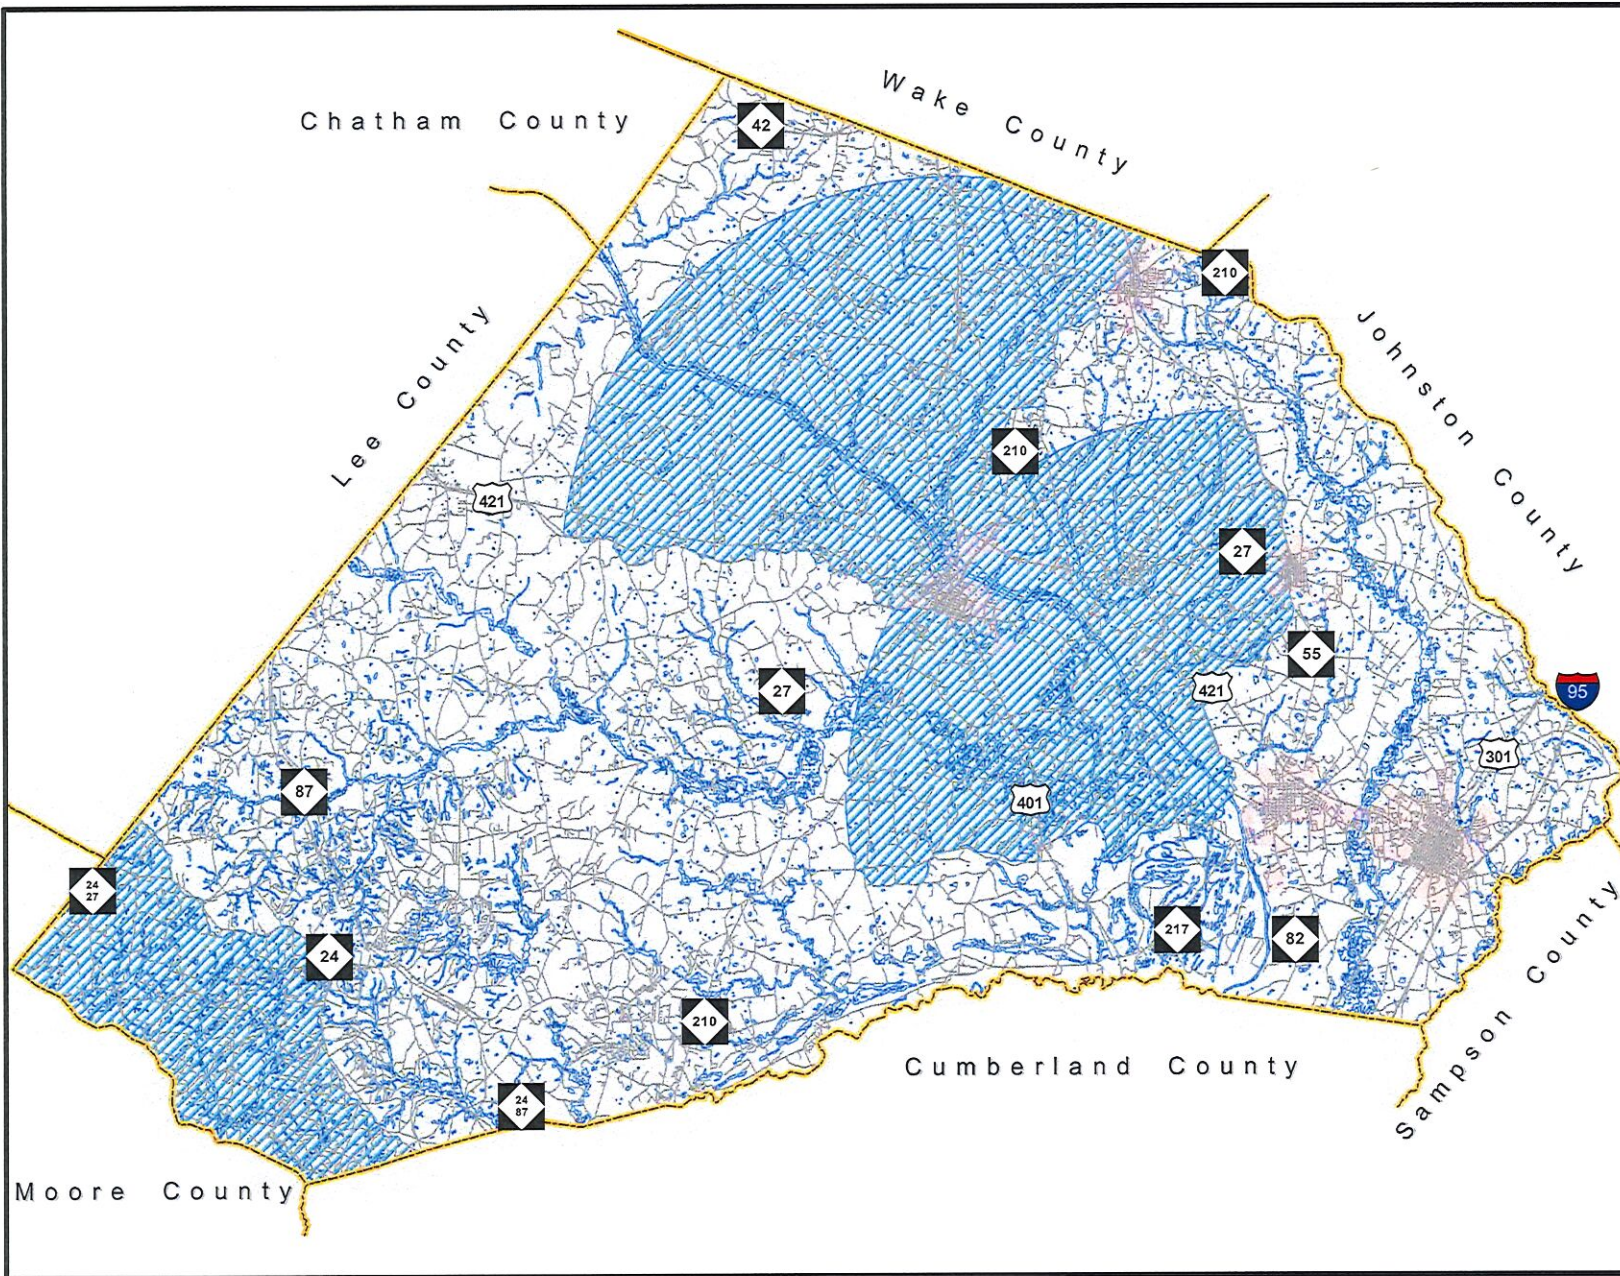 Wake County
Chatham County
42
210
Johnston County
Lee County
210
421
27
55
27
421
95
301
87
401
24
27
217
82
24
210
Cumberland County
Sampson County
24
87
Moore County